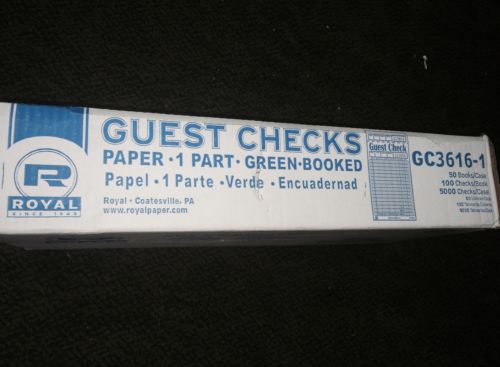 GUEST CHECKS
PAPER · 1 PART · GREEN-BOOKED
Papel · 1 Parte · Verde · Encuadernad
Royal · Coatesville, PA
www.royalpaper.com
R
ROYAL
SINCE 1945
Guest Check
GC3616-1
50 Books/Case
100 Checks/Book
5000 Checks/Case